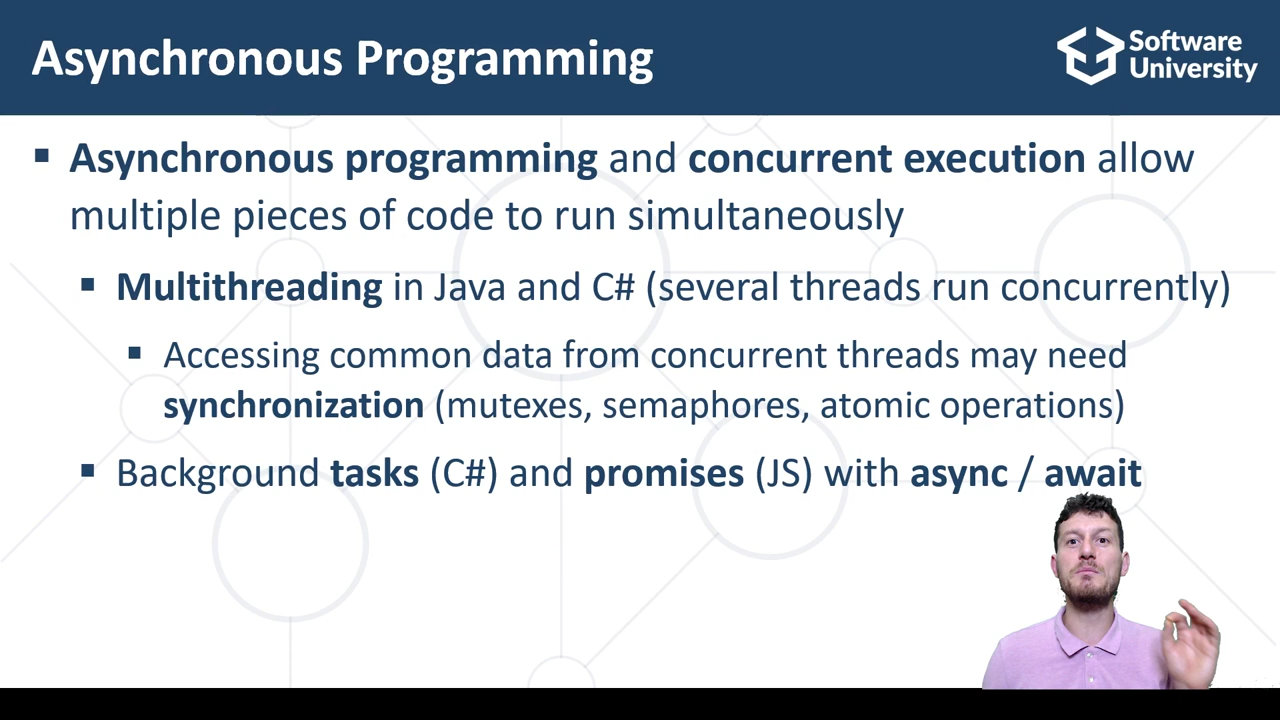 Asynchronous Programming
Software
University
▪ Asynchronous programming and concurrent execution allow
multiple pieces of code to run simultaneously
▪ Multithreading in Java and C# (several threads run concurrently)
▪ Accessing common data from concurrent threads may need
synchronization (mutexes, semaphores, atomic operations)
▪ Background tasks (C#) and promises (JS) with async / await